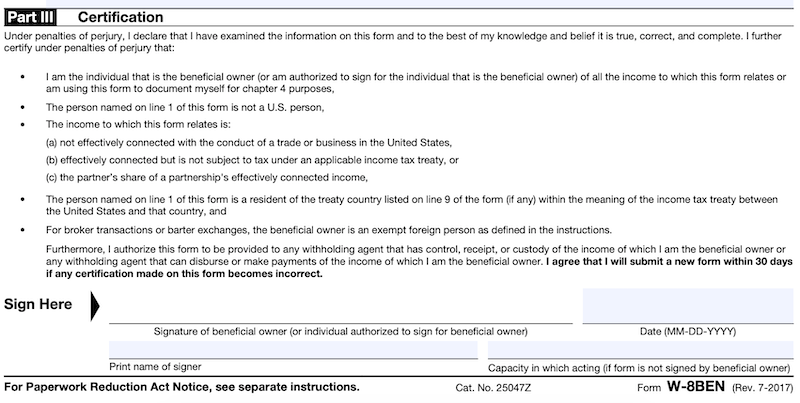 Part III Certification
Under penalties of perjury, I declare that I have examined the information on this form and to the best of my knowledge and belief it is true, correct, and complete. I further
certify under penalties of perjury that:
• I am the individual that is the beneficial owner (or am authorized to sign for the individual that is the beneficial owner) of all the income to which this form relates or
am using this form to document myself for chapter 4 purposes,
• The person named on line 1 of this form is not a U.S. person,
• The income to which this form relates is:
(a) not effectively connected with the conduct of a trade or business in the United States,
(b) effectively connected but is not subject to tax under an applicable income tax treaty, or
(c) the partner's share of a partnership's effectively connected income,
• The person named on line 1 of this form is a resident of the treaty country listed on line 9 of the form (if any) within the meaning of the income tax treaty between
the United States and that country, and
• For broker transactions or barter exchanges, the beneficial owner is an exempt foreign person as defined in the instructions.
Furthermore, I authorize this form to be provided to any withholding agent that has control, receipt, or custody of the income of which I am the beneficial owner or
any withholding agent that can disburse or make payments of the income of which I am the beneficial owner. I agree that I will submit a new form within 30 days
if any certification made on this form becomes incorrect.
Sign Here
Signature of beneficial owner (or individual authorized to sign for beneficial owner) Date (MM-DD-YYYY)
Print name of signer Capacity in which acting (if form is not signed by beneficial owner)
For Paperwork Reduction Act Notice, see separate instructions. Cat. No. 25047Z Form W-8BEN (Rev. 7-2017)